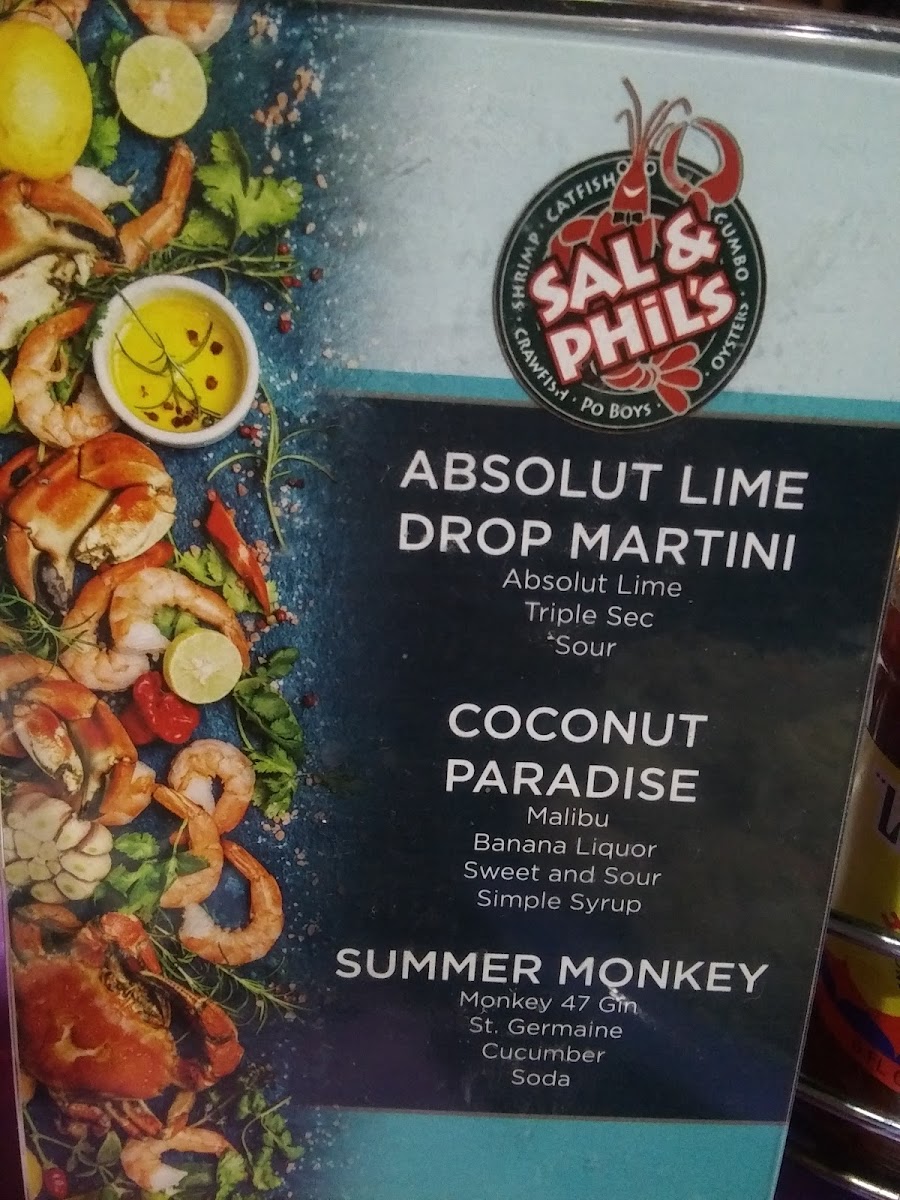 SHRIMP · CATFISH
GUMBO
SAL &
PHIL'S
CRAWFISH · PO BOYS · OYSTERS
ABSOLUT LIME
DROP MARTINI
Absolut Lime
Triple Sec
Sour
COCONUT
PARADISE
Malibu
Banana Liquor
Sweet and Sour
Simple Syrup
SUMMER MONKEY
Monkey 47 Gin
St. Germaine
Cucumber
Soda